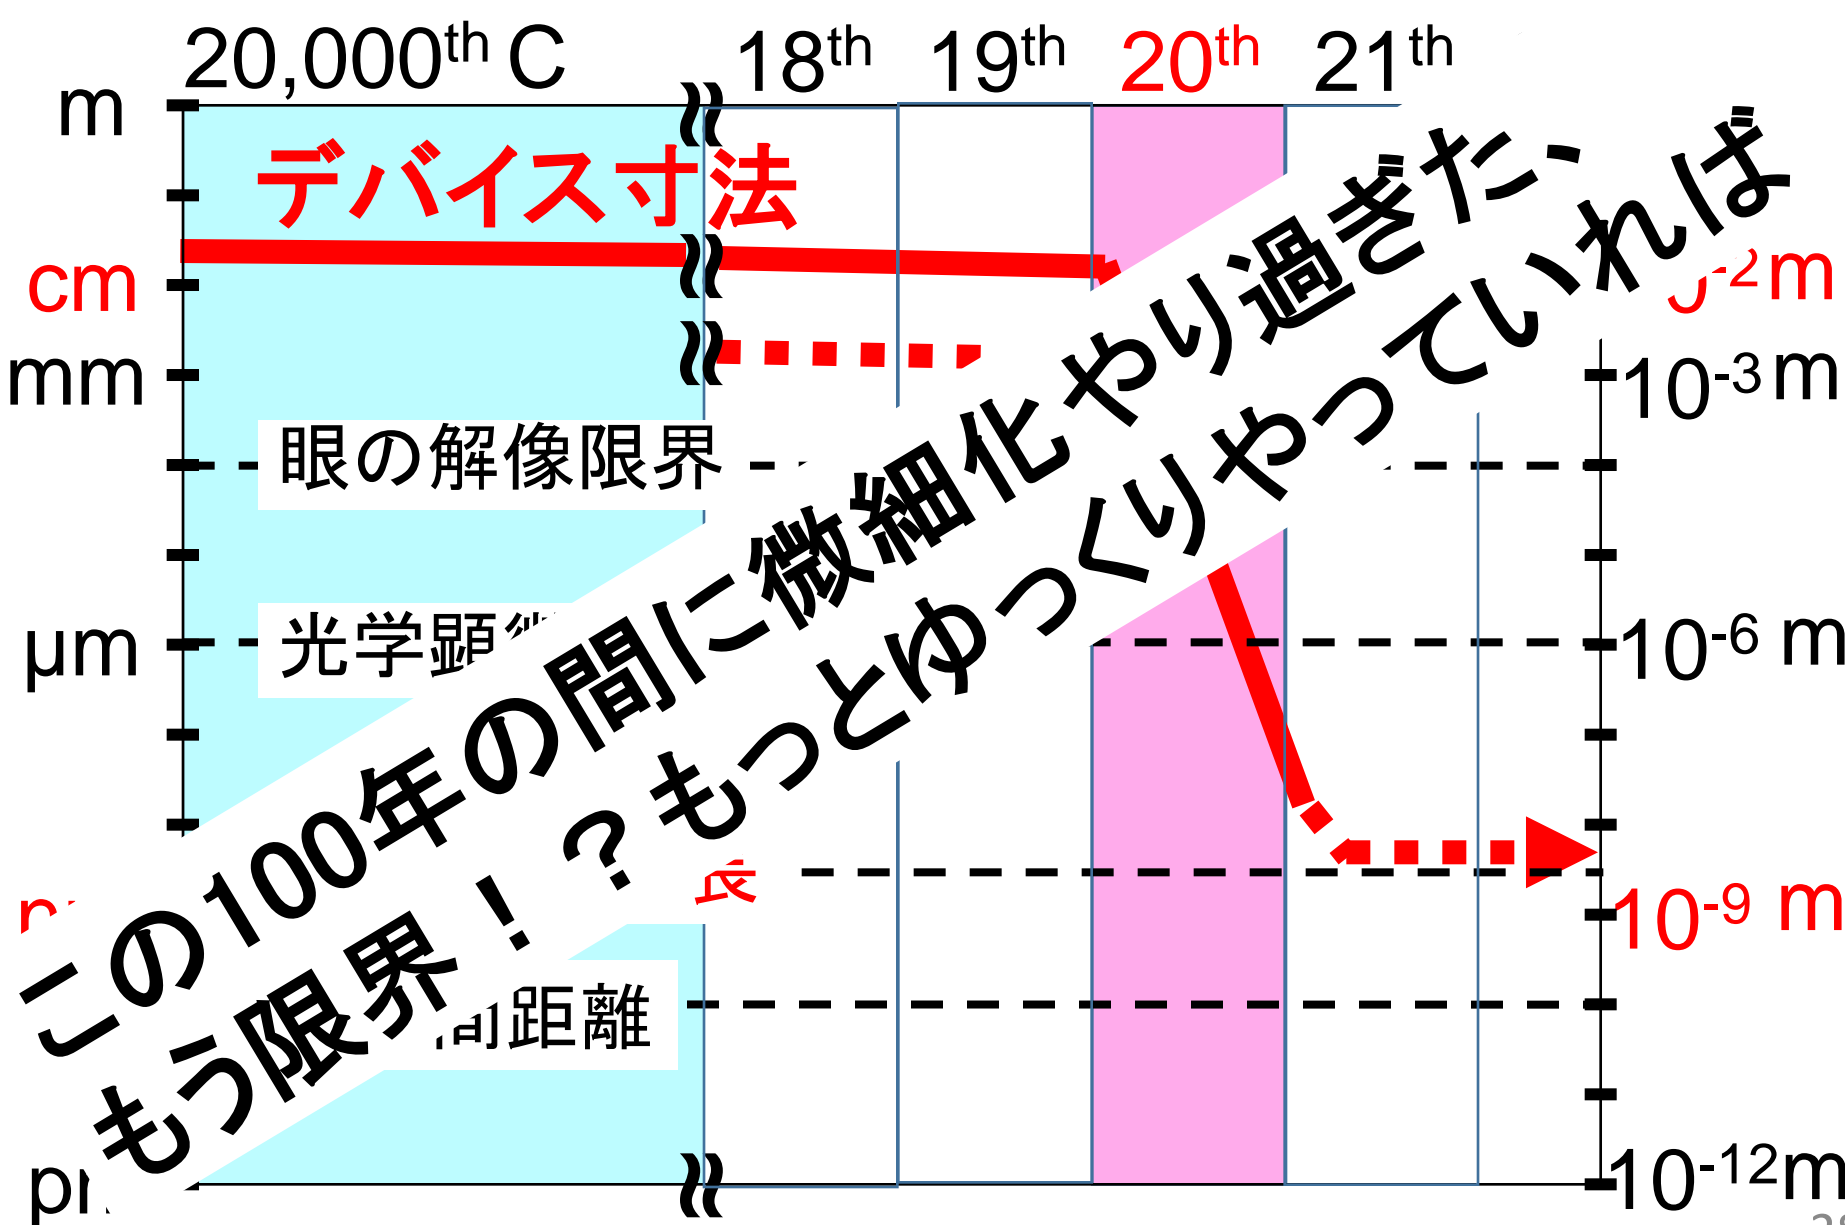 20,000th C 18th 19th 20th 21th
m
デバイス寸法
cm
-2m
mm
10-3 m
眼の解像限界
光学顕微
μm
10-6 m
この100年の間に微細化やり過ぎた、
もう限界！？もっとゆっくりやっていれば
10-9 m
間距離
10-12m